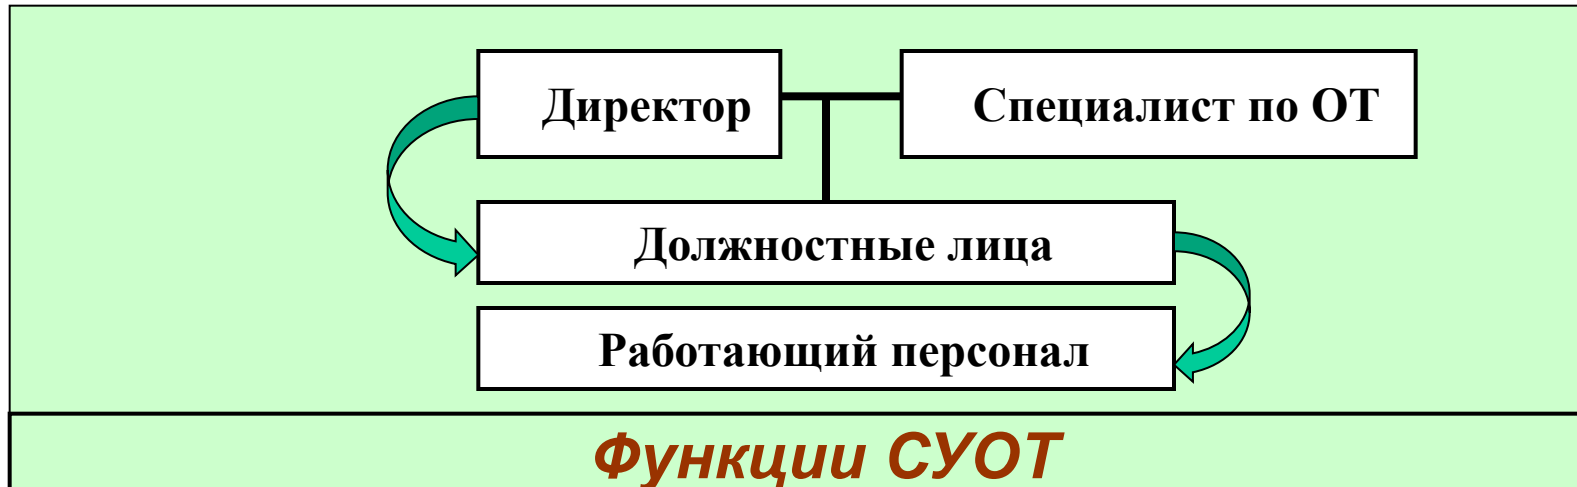 Директор
Специалист по ОТ
Должностные лица
Работающий персонал
Функции СУОТ